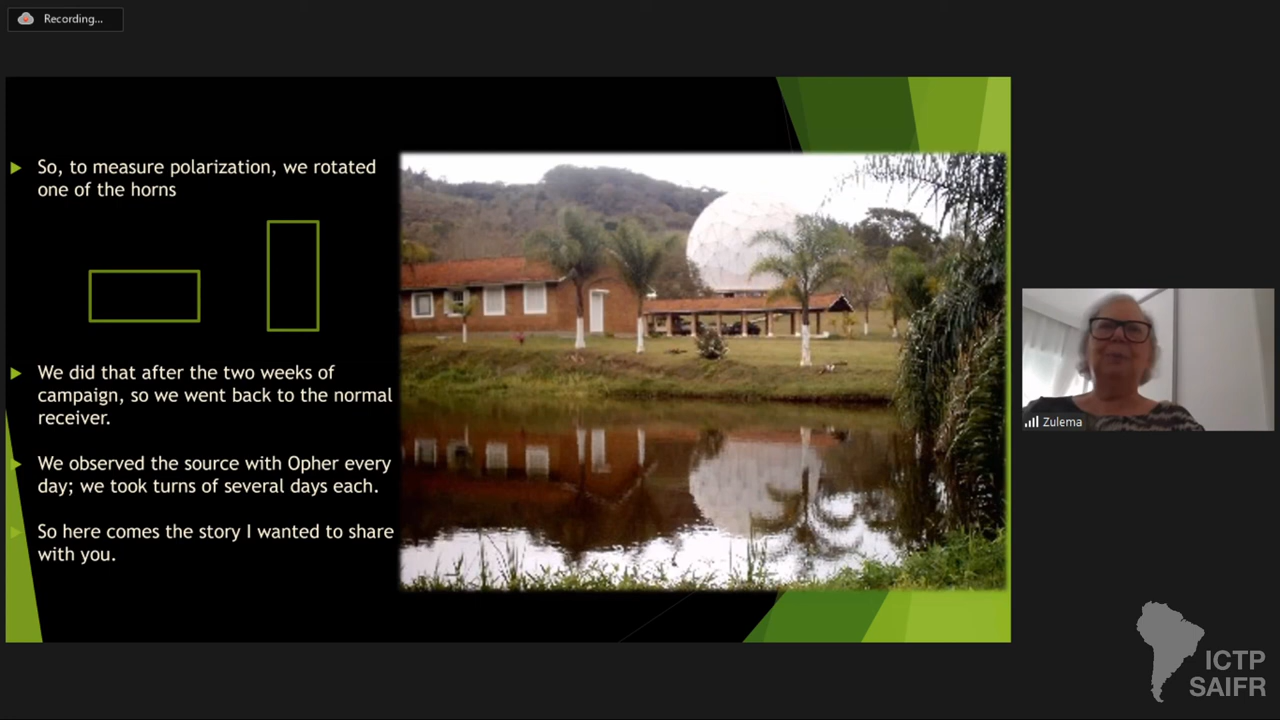 Recording...
So, to measure polarization, we rotated
one of the horns
We did that after the two weeks of
campaign, so we went back to the normal
receiver.
We observed the source with Opher every
day; we took turns of several days each.
So here comes the story I wanted to share
with you.
Zulema
ICTP
SAIFR